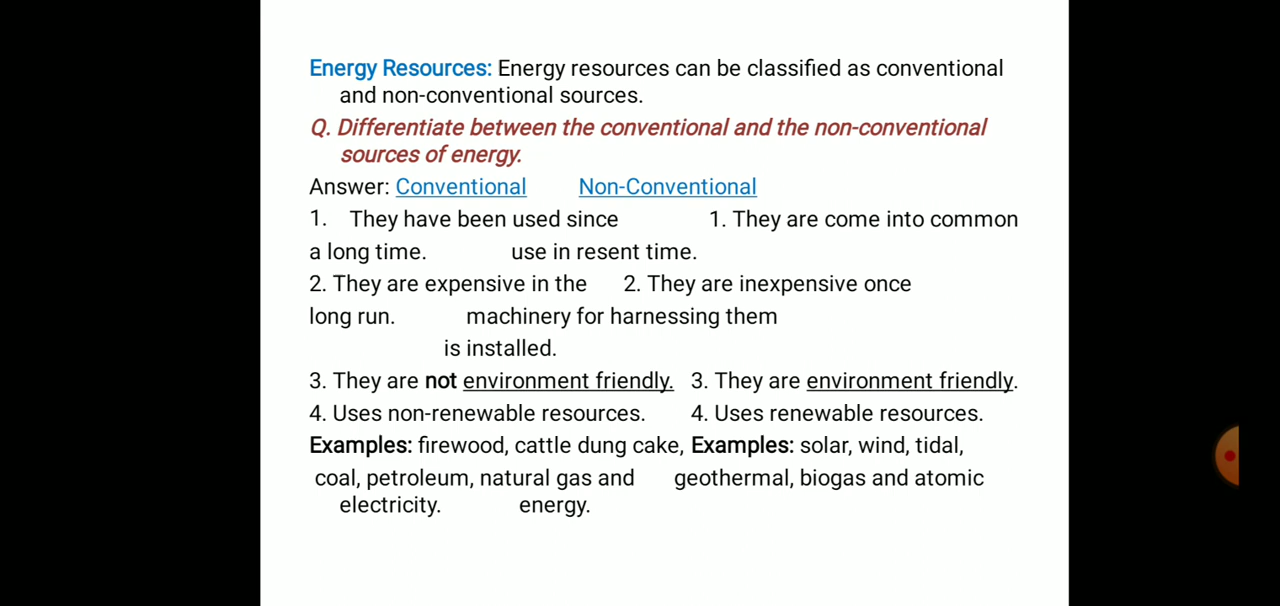 Energy Resources: Energy resources can be classified as conventional
and non-conventional sources.
Q. Differentiate between the conventional and the non-conventional
sources of energy.
Answer: Conventional Non-Conventional
1. They have been used since 1. They are come into common
a long time. use in resent time.
2. They are expensive in the 2. They are inexpensive once
long run. machinery for harnessing them
is installed.
3. They are not environment friendly. 3. They are environment friendly.
4. Uses non-renewable resources. 4. Uses renewable resources.
Examples: firewood, cattle dung cake, Examples: solar, wind, tidal,
coal, petroleum, natural gas and geothermal, biogas and atomic
electricity. energy.